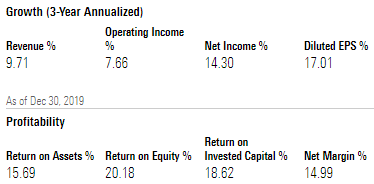 Growth (3-Year Annualized)
Revenue % Operating Income % Net Income % Diluted EPS %
9.71 7.66 14.30 17.01
As of Dec 30, 2019
Profitability
Return on Assets % Return on Equity % Return on Invested Capital % Net Margin %
15.69 20.18 18.62 14.99